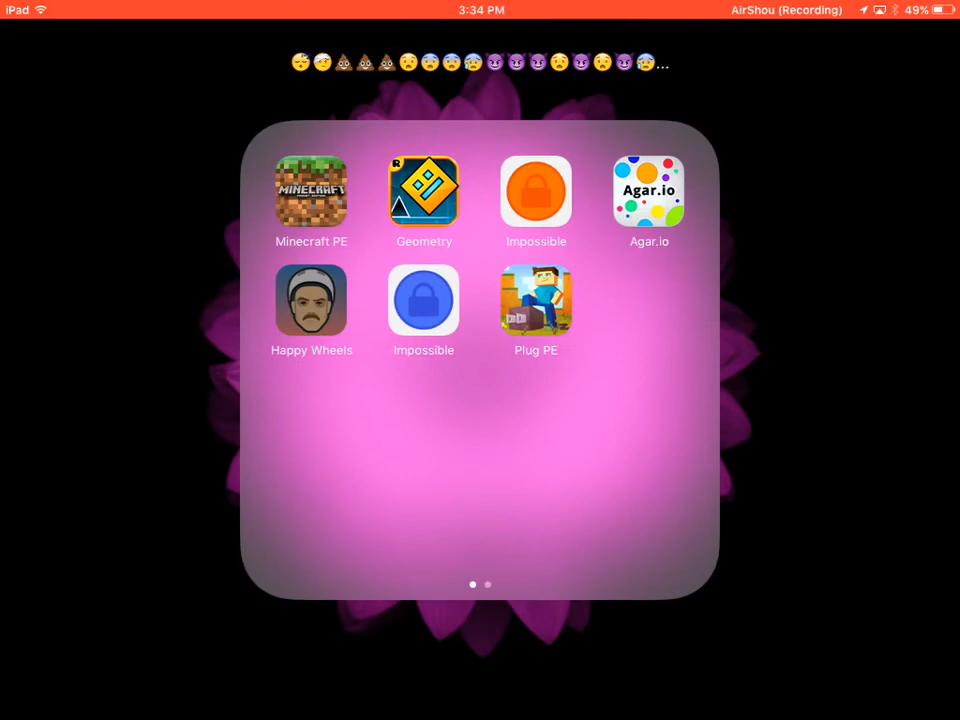 iPad 3:34 PM AirShou (Recording) 49%
😴🤕💩💩💩😧😨😨😰😈😈😈😧😈😧😈😰...
MINECRAFT
R
Agar.io
Minecraft PE Geometry Impossible Agar.io
Happy Wheels Impossible Plug PE